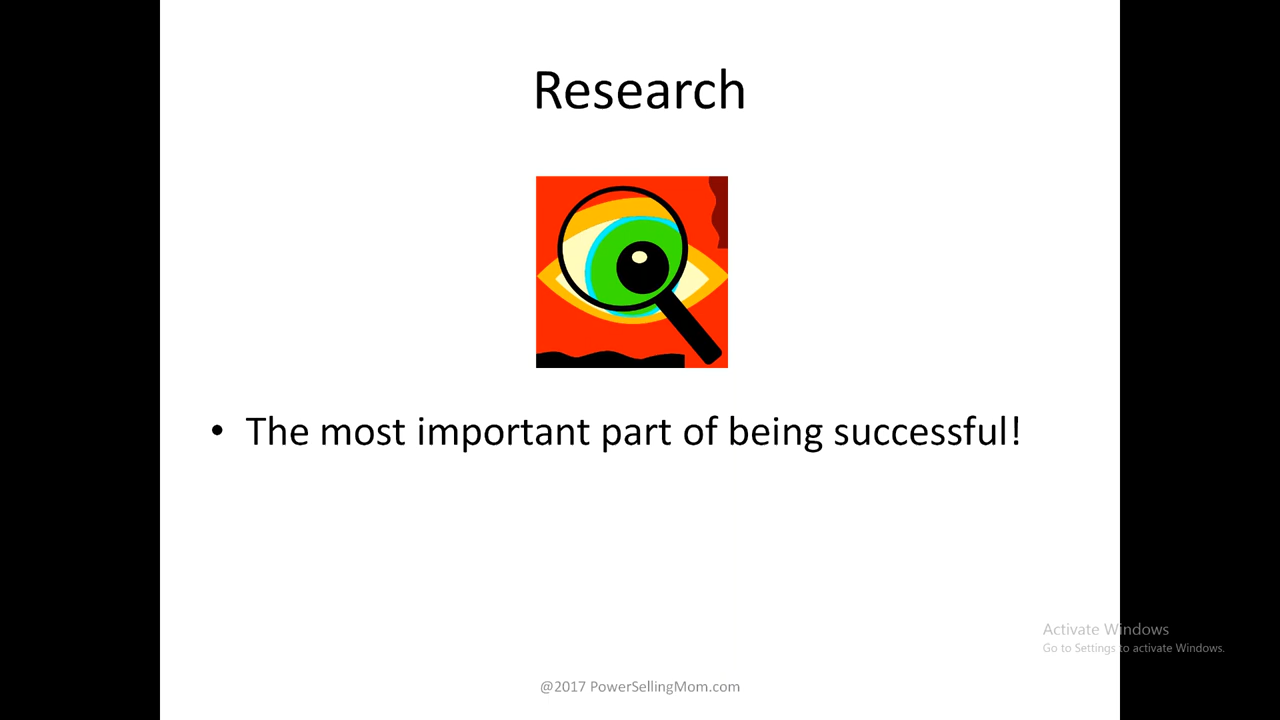 Research
• The most important part of being successful!
Activate Windows
Go to Settings to activate Windows.
@2017 PowerSellingMom.com